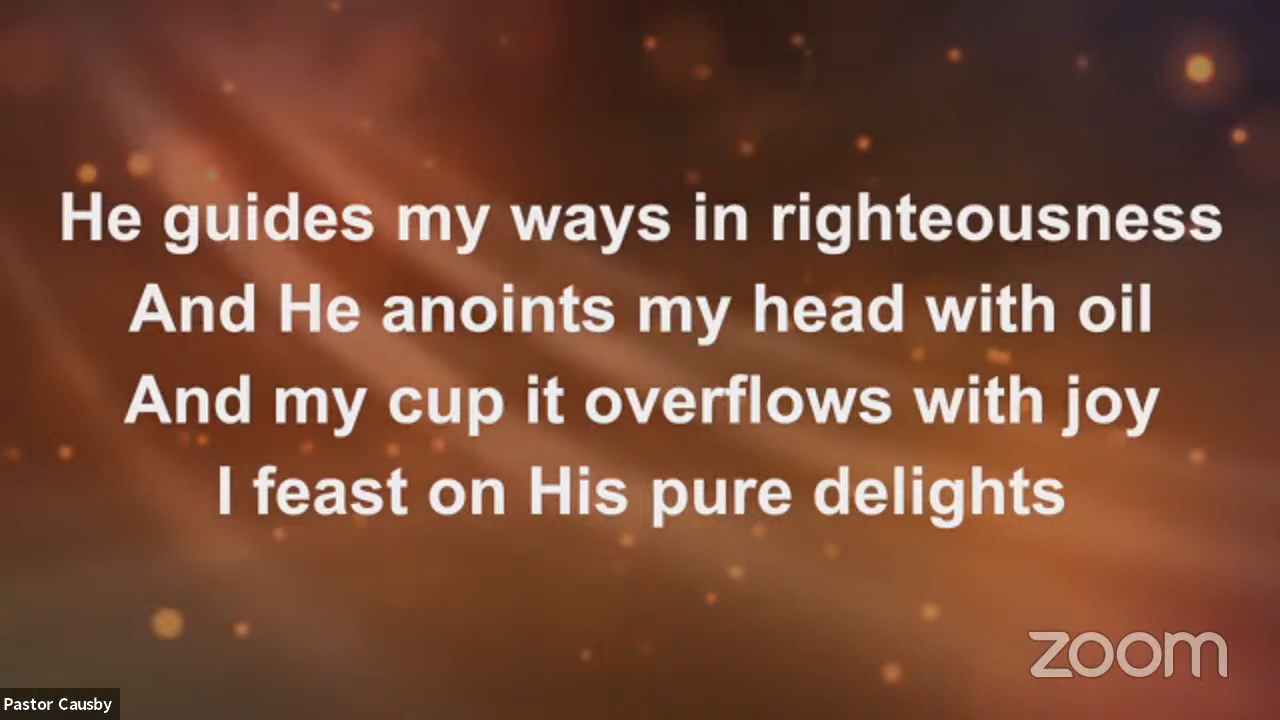 He guides my ways in righteousness
And He anoints my head with oil
And my cup it overflows with joy
I feast on His pure delights
zoom
Pastor Causby